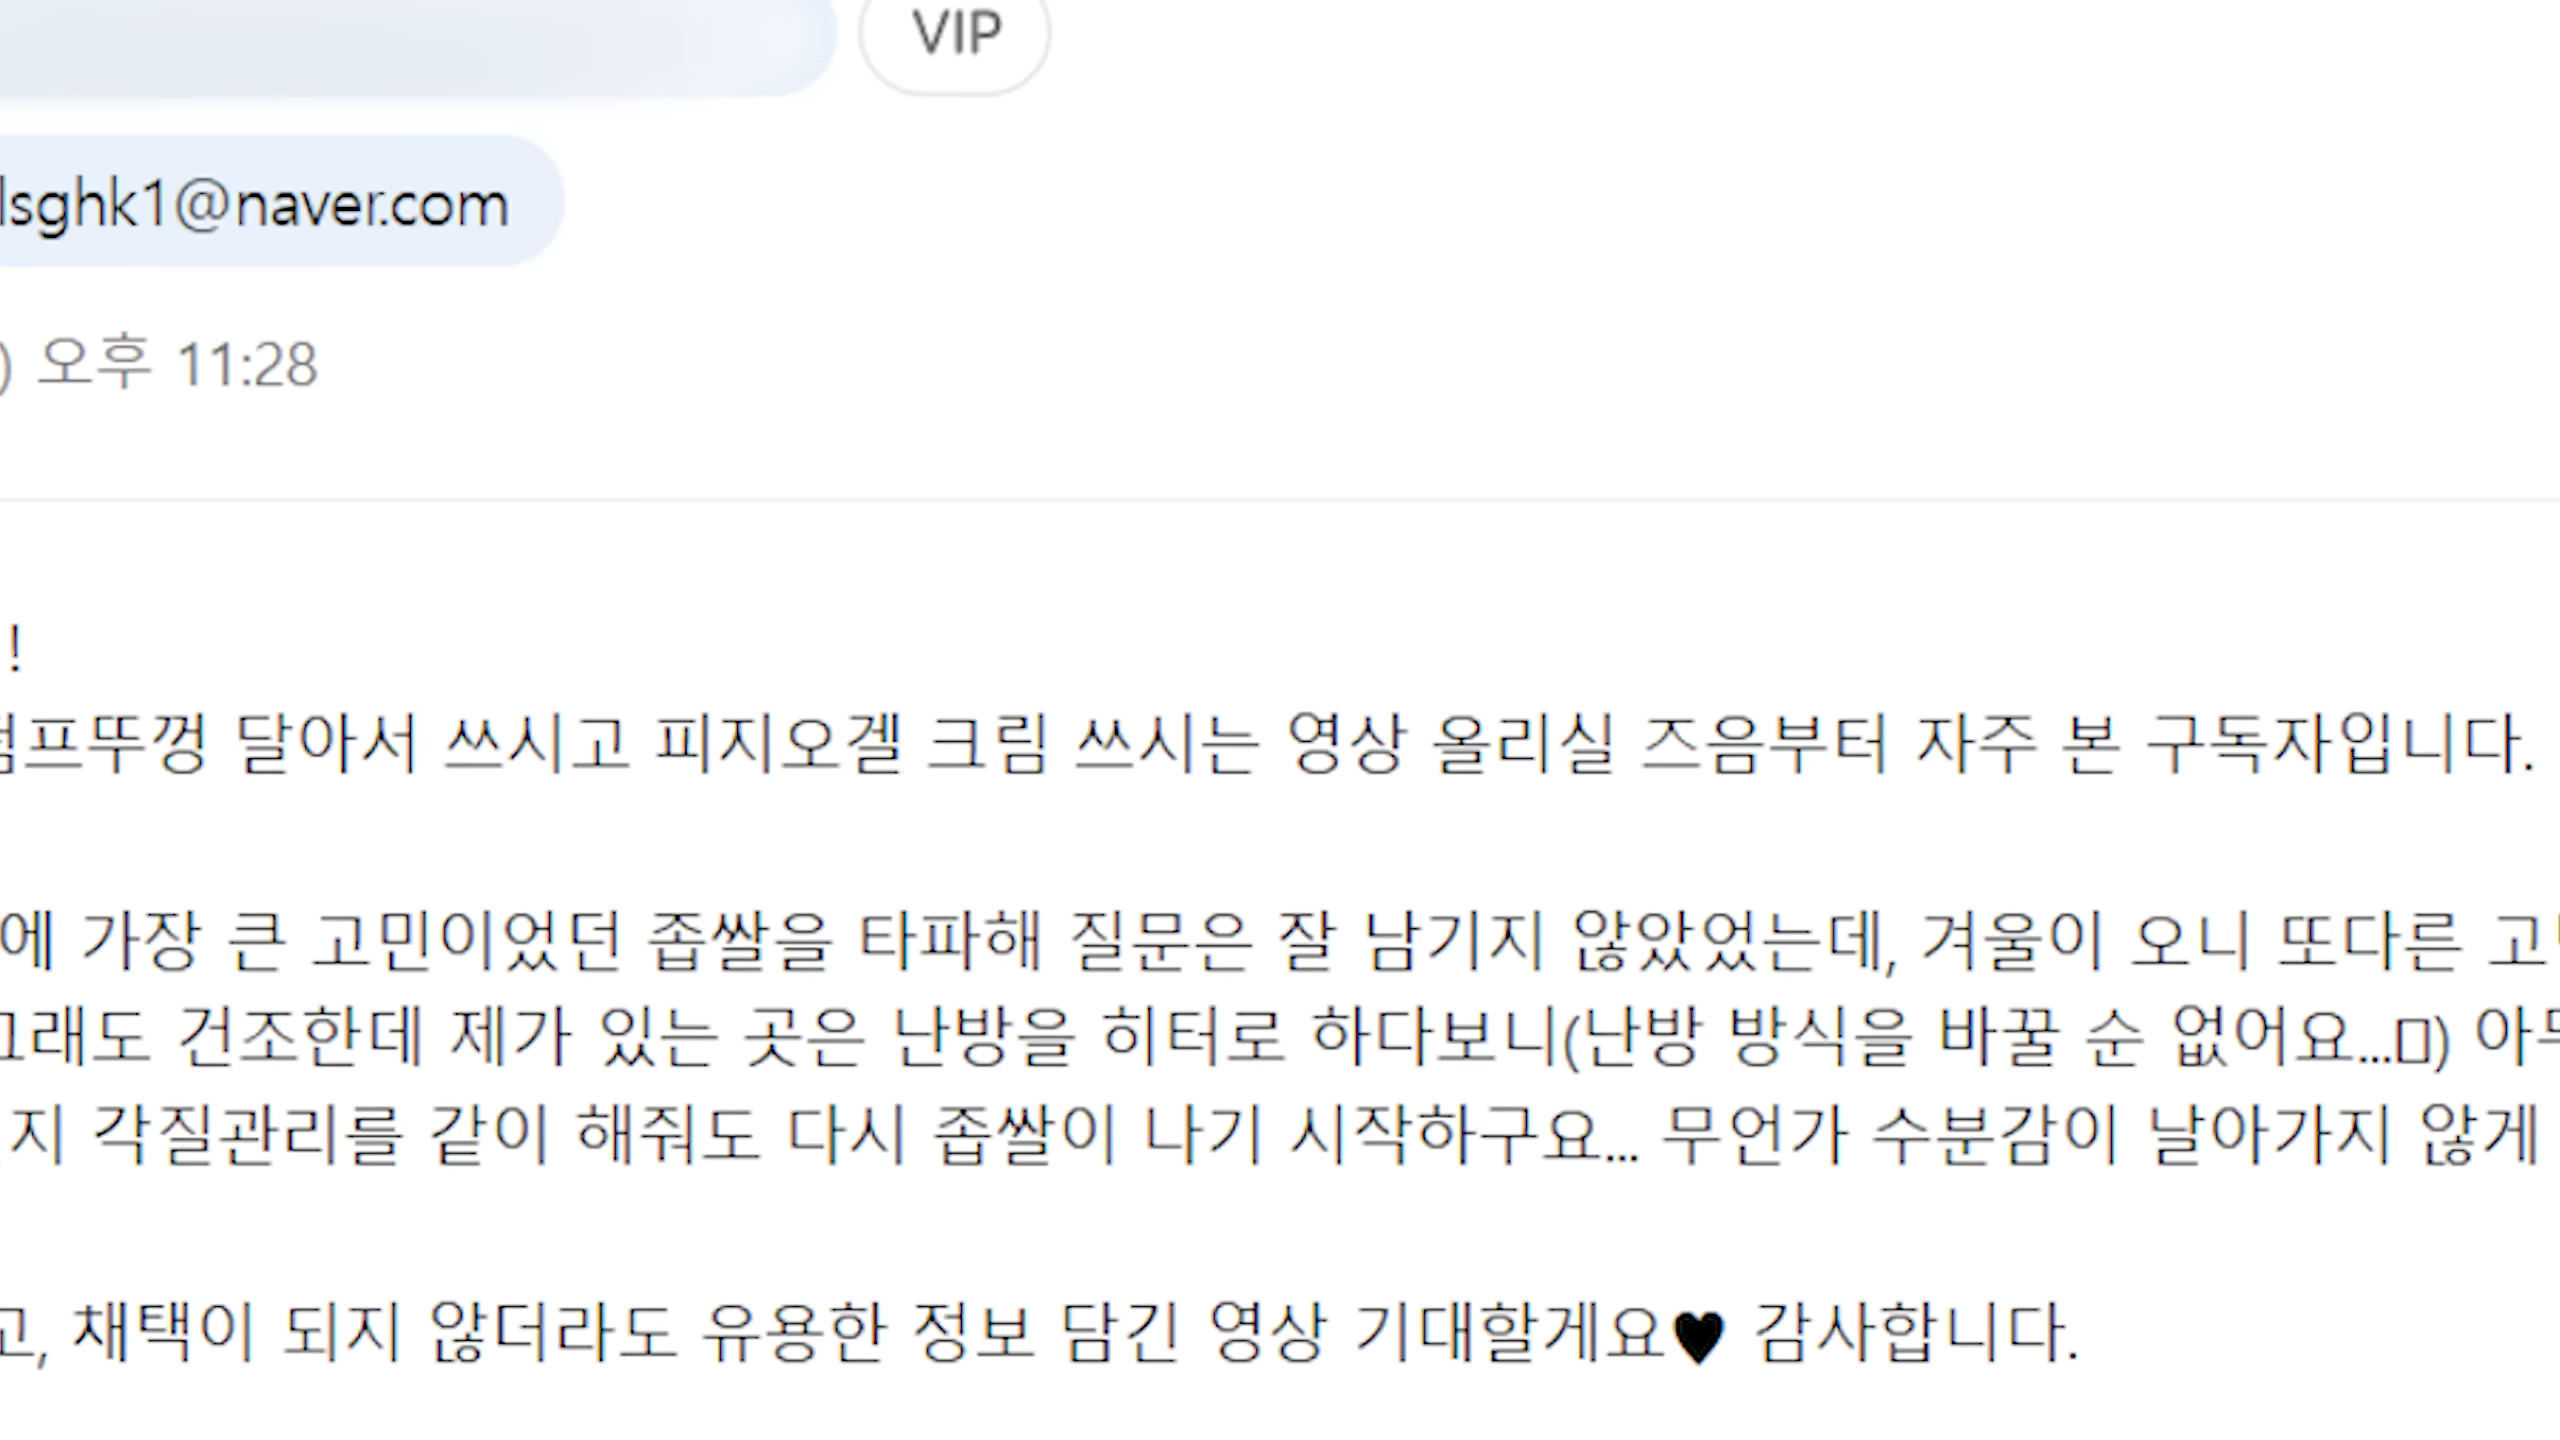 VIP
lsghk1@naver.com
) 오후 11:28
!
펌프뚜껑 달아서 쓰시고 피지오겔 크림 쓰시는 영상 올리실 즈음부터 자주 본 구독자입니다.
에 가장 큰 고민이었던 좁쌀을 타파해 질문은 잘 남기지 않았었는데, 겨울이 오니 또다른
그래도 건조한데 제가 있는 곳은 난방을 히터로 하다보니(난방 방식을 바꿀 순 없어요...▯)
지 각질관리를 같이 해줘도 다시 좁쌀이 나기 시작하구요... 무언가 수분감이 날아가지 않게
고, 채택이 되지 않더라도 유용한 정보 담긴 영상 기대할게요♥ 감사합니다.